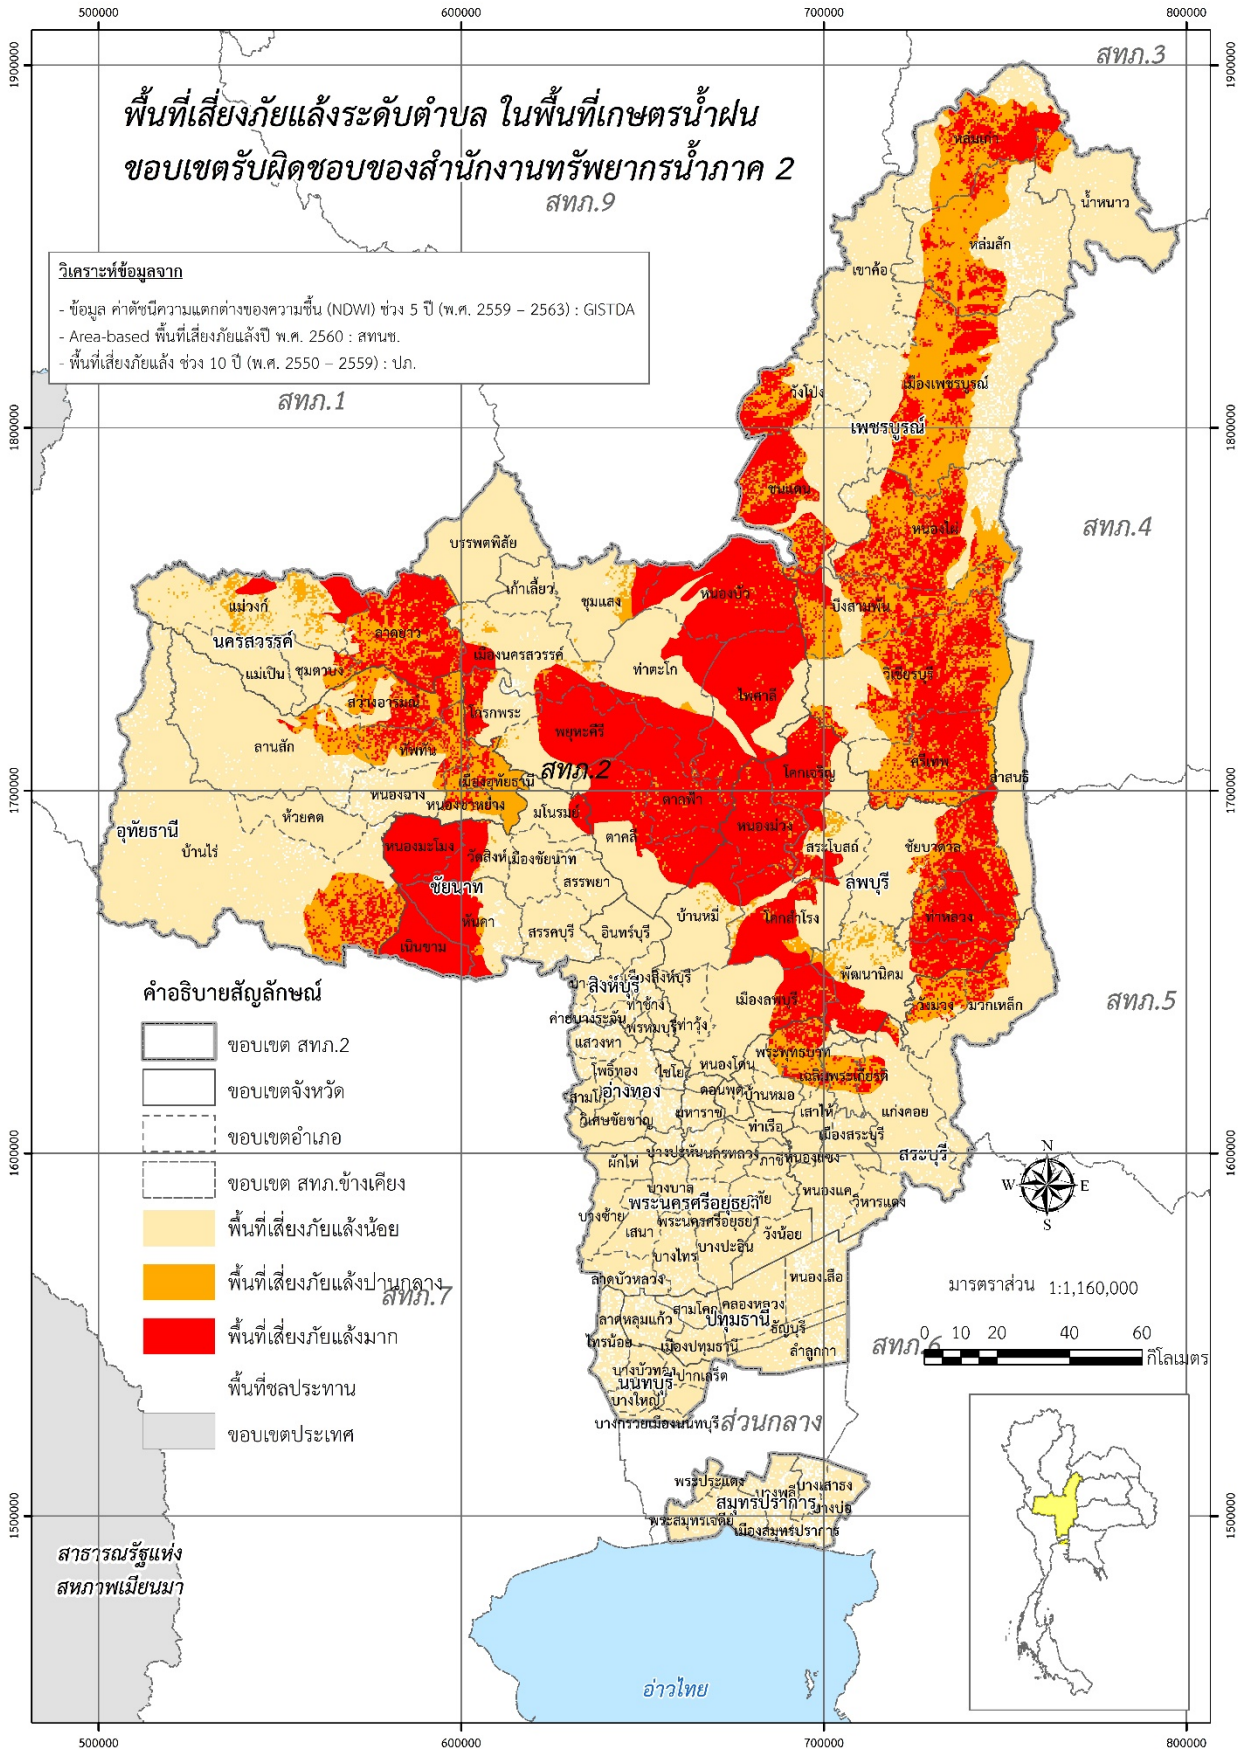 500000
600000
700000
800000
สทภ.3
1900000
1900000
พื้นที่เสี่ยงภัยแล้งระดับตำบล ในพื้นที่เกษตรน้ำฝน
ขอบเขตรับผิดชอบของสำนักงานทรัพยากรน้ำภาค 2
หล่มเก่า
สทภ.9
น้ำหนาว
หล่มสัก
วิเคราะห์ข้อมูลจาก
เขาค้อ
- ข้อมูล ค่าดัชนีความแตกต่างของความชื้น (NDWI) ช่วง 5 ปี (พ.ศ. 2559 – 2563) : GISTDA
- Area-based พื้นที่เสี่ยงภัยแล้งปี พ.ศ. 2560 : สทนช.
- พื้นที่เสี่ยงภัยแล้ง ช่วง 10 ปี (พ.ศ. 2550 – 2559) : ปภ.
เมืองเพชรบูรณ์
วังโป่ง
สทภ.1
1800000
เพชรบูรณ์
1800000
ชนแดน
สทภ.4
หนองไผ่
บรรพตพิสัย
เก้าเลี้ยว
ชุมแสง
หนองบัว
แม่วงก์
บึงสามพัน
ลาดยาว
นครสวรรค์
เมืองนครสวรรค์
ท่าตะโก
แม่เปิน
ชุมตาบง
วิเชียรบุรี
ไพศาลี
สว่างอารมณ์
โกรกพระ
พยุหะคีรี
ลานสัก
ทัพทัน
ศรีเทพ
สทภ.2
โคกเจริญ
ลำสนธิ
เมืองอุทัยธานี
1700000
หนองฉาง
1700000
หนองขาหย่าง
ตากฟ้า
มโนรมย์
ห้วยคต
หนองม่วง
อุทัยธานี
ตาคลี
บ้านไร่
หนองมะโมง
สระโบสถ์
ชัยบาดาล
วัดสิงห์
เมืองชัยนาท
ชัยนาท
สรรพยา
ลพบุรี
หันคา
บ้านหมี่
โคกสำโรง
ท่าหลวง
สรรคบุรี
อินทร์บุรี
เนินขาม
พัฒนานิคม
สิงห์บุรี
คำอธิบายสัญลักษณ์
เมืองลพบุรี
สทภ.5
ท่าช้าง
วังม่วง
มวกเหล็ก
ค่ายบางระจัน
พรหมบุรี
ท่าวุ้ง
ขอบเขต สทภ.2
แสวงหา
พระพุทธบาท
หนองโดน
โพธิ์ทอง
ไชโย
เฉลิมพระเกียรติ
ขอบเขตจังหวัด
อ่างทอง
ดอนพุด
บ้านหมอ
มหาราช
เสาไห้
แก่งคอย
วิเศษชัยชาญ
ท่าเรือ
เมืองสระบุรี
ขอบเขตอำเภอ
สระบุรี
N
1600000
ผักไห่
บางปะหัน
นครหลวง
ภาชี
หนองแซง
1600000
ขอบเขต สทภ.ข้างเคียง
W
E
บางบาล
หนองแค
วิหารแดง
พระนครศรีอยุธยา
S
บางซ้าย
พระนครศรีอยุธยา
พื้นที่เสี่ยงภัยแล้งน้อย
เสนา
วังน้อย
บางปะอิน
บางไทร
หนองเสือ
พื้นที่เสี่ยงภัยแล้งปานกลาง
ลาดบัวหลวง
มาตราส่วน 1:1,160,000
สทภ.7
สามโคก
คลองหลวง
ลาดหลุมแก้ว
ปทุมธานี
ธัญบุรี
พื้นที่เสี่ยงภัยแล้งมาก
0 10 20 40 60
ไทรน้อย
เมืองปทุมธานี
ลำลูกกา
สทภ.6
กิโลเมตร
บางบัวทอง
ปากเกร็ด
พื้นที่ชลประทาน
นนทบุรี
บางใหญ่
บางกรวย
เมืองนนทบุรี
ส่วนกลาง
ขอบเขตประเทศ
พระประแดง
บางพลี
บางเสาธง
สมุทรปราการ
บางบ่อ
1500000
พระสมุทรเจดีย์
เมืองสมุทรปราการ
1500000
สาธารณรัฐแห่ง
สหภาพเมียนมา
อ่าวไทย
500000
600000
700000
800000